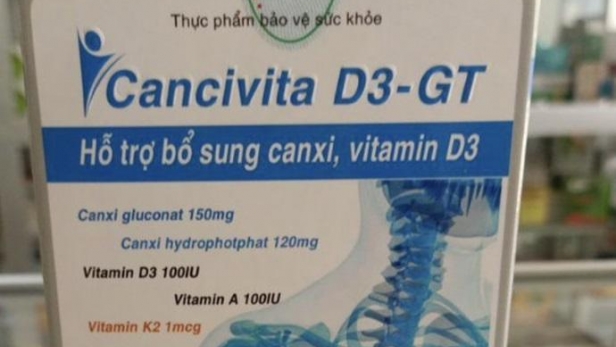 Thực phẩm bảo vệ sức khỏe
Cancivita D3-GT
Hỗ trợ bổ sung canxi, vitamin D3
Canxi gluconat 150mg
Canxi hydrophotphat 120mg
Vitamin D3 100IU
Vitamin A 100IU
Vitamin K2 1mcg